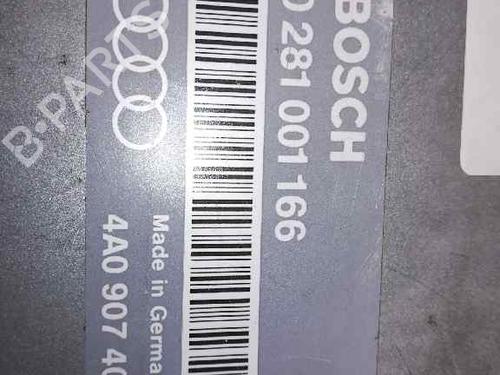 BOSCH
0 281 001 166
Made in Germa
4A0 907 40
B-PARTS